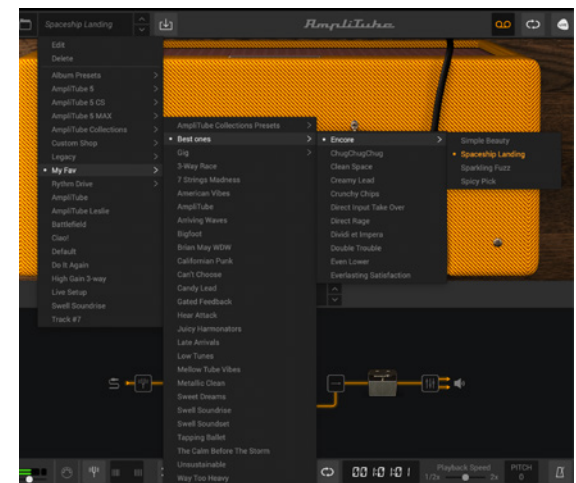 Spaceship Landing
AmpliTube
Edit
Delete
Album Presets
AmpliTube 5
AmpliTube 5 CS
AmpliTube 5 MAX
AmpliTube Collections
Custom Shop
Legacy
My Fav
Rythm Drive
AmpliTube
AmpliTube Leslie
Battlefield
Ciao!
Default
Do It Again
High Gain 3-way
Live Setup
Swell Soundrise
Track #7
AmpliTube Collections Presets
Best ones
Gig
3-Way Race
7 Strings Madness
American Vibes
AmpliTube
Arriving Waves
Bigfoot
Brian May WDW
Californian Punk
Can't Choose
Candy Lead
Gated Feedback
Hear Attack
Juicy Harmonators
Late Arrivals
Low Tunes
Mellow Tube Vibes
Metallic Clean
Sweet Dreams
Swell Soundrise
Swell Soundset
Tapping Ballet
The Calm Before The Storm
Unsustainable
Way Too Heavy
Encore
ChugChugChug
Clean Space
Creamy Lead
Crunchy Chips
Direct Input Take Over
Direct Rage
Dividi et Impera
Double Trouble
Even Lower
Everlasting Satisfaction
Simple Beauty
Spaceship Landing
Sparkling Fuzz
Spicy Pick
Playback Speed
1/2x
2x
PITCH
0